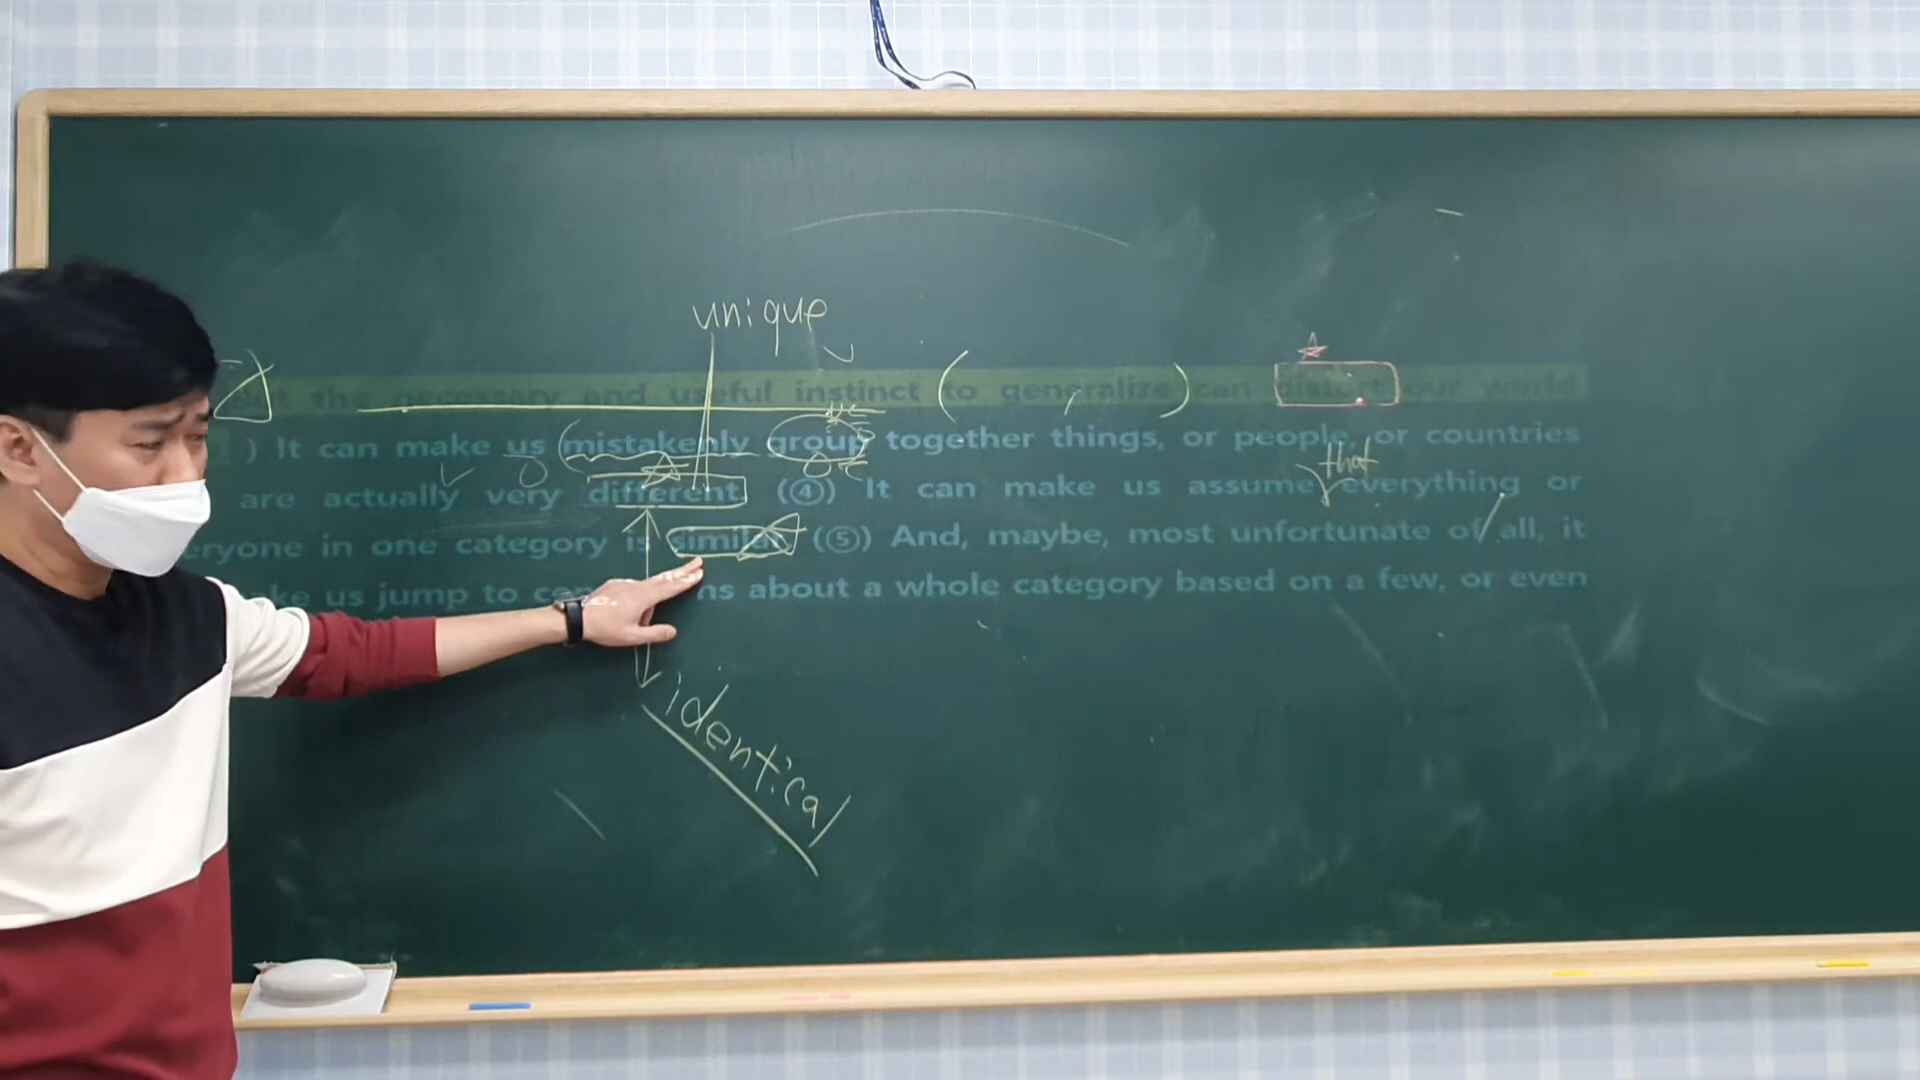 unique
the necessary and useful instinct (to generalize) can distort our world
) It can make us (mistakenly group together things, or people, or countries
that
are actually very different. (④) It can make us assume everything or
eryone in one category is similar (⑤) And, maybe, most unfortunate of all, it
ke us jump to ns about a whole category based on a few, or even
identical